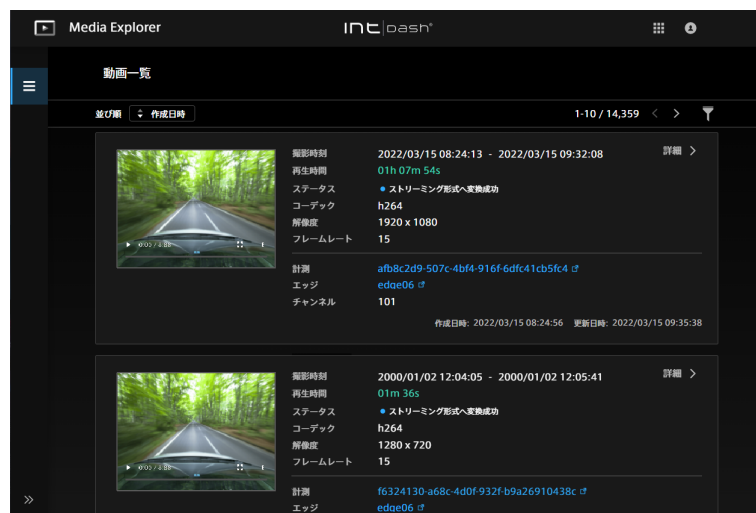 Media Explorer
intdash
動画一覧
並び順 作成日時
1-10 / 14,359
撮影時刻 2022/03/15 08:24:13 - 2022/03/15 09:32:08 詳細
再生時間 01h 07m 54s
ステータス ストリーミング形式へ変換成功
コーデック h264
解像度 1920 x 1080
フレームレート 15
0:00 / 4:88
計測 afb8c2d9-507c-4bf4-916f-6dfc41cb5fc4
エッジ edge06
チャンネル 101
作成日時: 2022/03/15 08:24:56 更新日時: 2022/03/15 09:35:38
撮影時刻 2000/01/02 12:04:05 - 2000/01/02 12:05:41 詳細
再生時間 01m 36s
ステータス ストリーミング形式へ変換成功
コーデック h264
解像度 1280 x 720
フレームレート 15
0:00 / 4:88
計測 f6324130-a68c-4d0f-932f-b9a26910438c
エッジ edge06